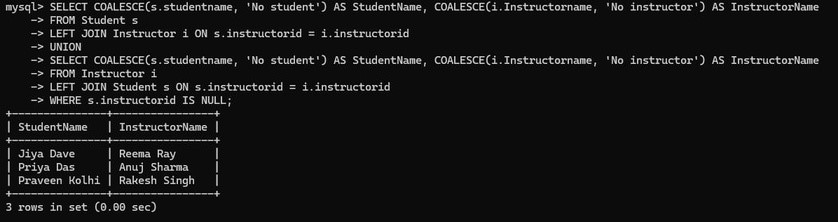 mysql> SELECT COALESCE(s.studentname, 'No student') AS StudentName, COALESCE(i.Instructorname, 'No instructor') AS InstructorName
    -> FROM Student s
    -> LEFT JOIN Instructor i ON s.instructorid = i.instructorid
    -> UNION
    -> SELECT COALESCE(s.studentname, 'No student') AS StudentName, COALESCE(i.Instructorname, 'No instructor') AS InstructorName
    -> FROM Instructor i
    -> LEFT JOIN Student s ON s.instructorid = i.instructorid
    -> WHERE s.instructorid IS NULL;
+---------------+----------------+
| StudentName   | InstructorName |
+---------------+----------------+
| Jiya Dave     | Reema Ray      |
| Priya Das     | Anuj Sharma    |
| Praveen Kolhi | Rakesh Singh   |
+---------------+----------------+
3 rows in set (0.00 sec)